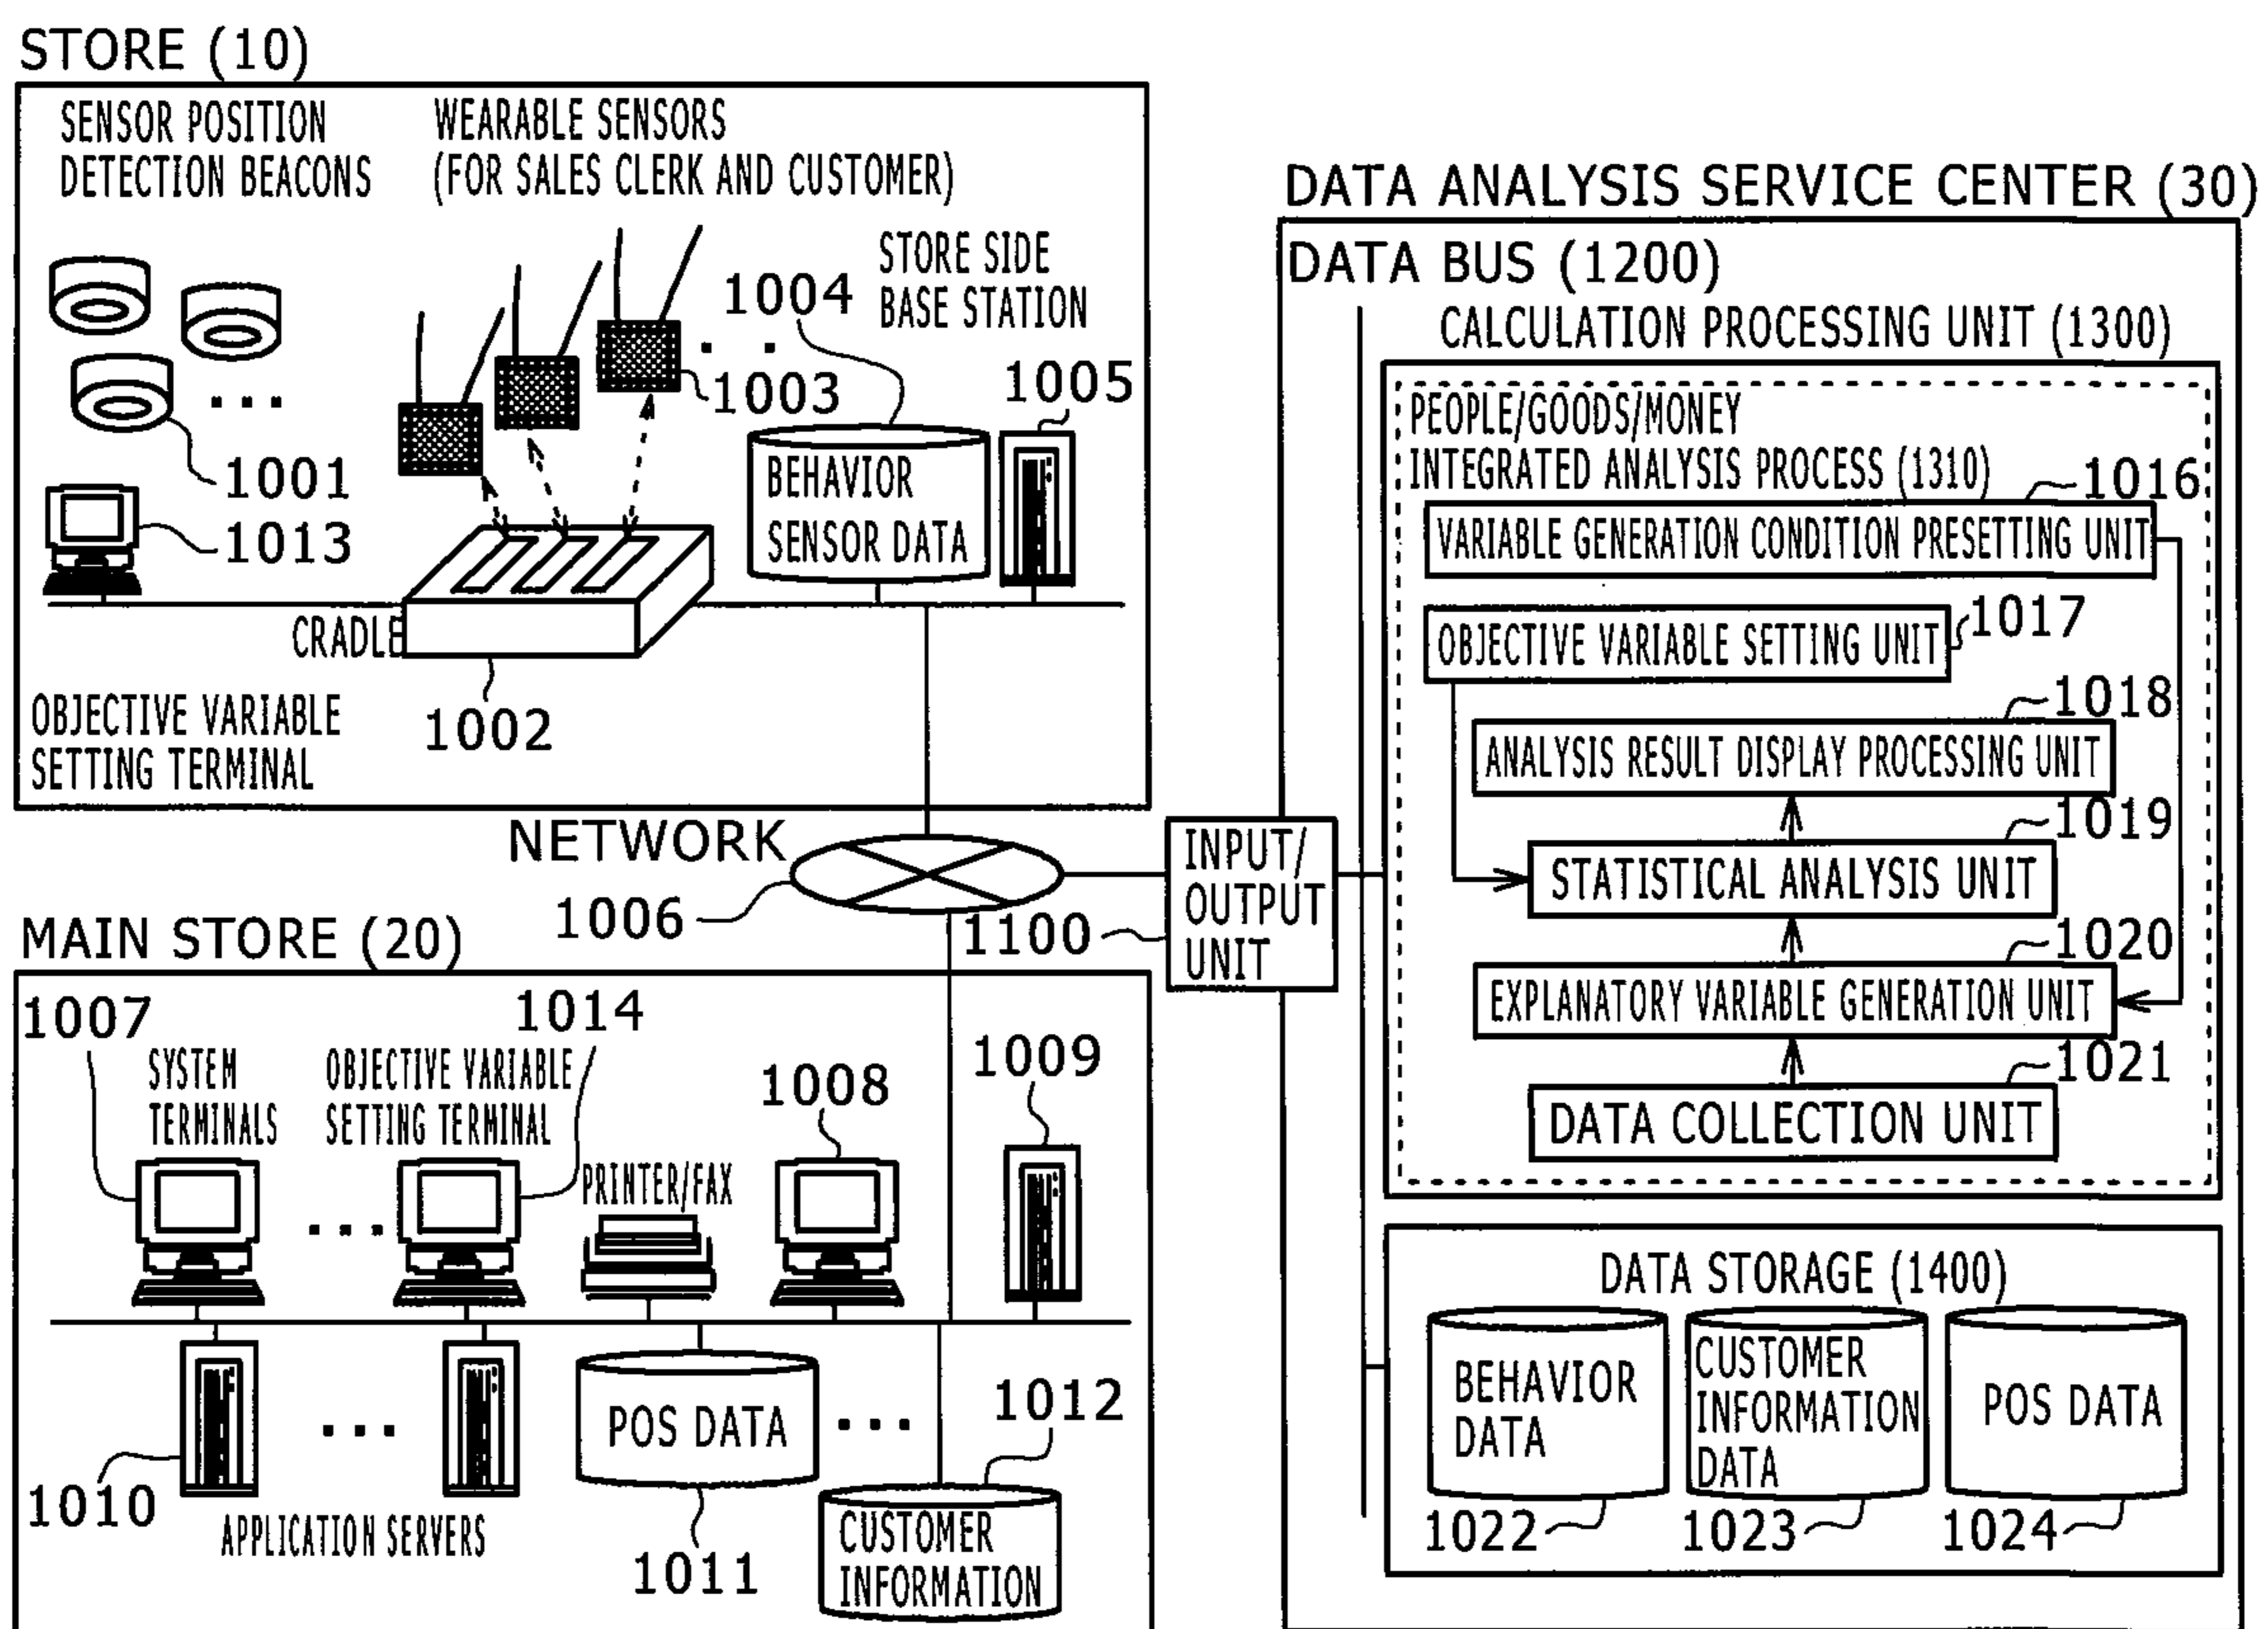 STORE (10)
SENSOR POSITION
DETECTION BEACONS
WEARABLE SENSORS
(FOR SALES CLERK AND CUSTOMER)
1004
STORE SIDE
BASE STATION
1003
1005
1001
1013
BEHAVIOR
SENSOR DATA
CRADLE
1002
OBJECTIVE VARIABLE
SETTING TERMINAL
NETWORK
1006
1100
INPUT/
OUTPUT
UNIT
MAIN STORE (20)
1007
SYSTEM
TERMINALS
1014
OBJECTIVE VARIABLE
SETTING TERMINAL
PRINTER/FAX
1008
1009
1010
APPLICATION SERVERS
POS DATA
1011
1012
CUSTOMER
INFORMATION
DATA ANALYSIS SERVICE CENTER (30)
DATA BUS (1200)
CALCULATION PROCESSING UNIT (1300)
PEOPLE/GOODS/MONEY
INTEGRATED ANALYSIS PROCESS (1310)
1016
VARIABLE GENERATION CONDITION PRESETTING UNIT
1017
OBJECTIVE VARIABLE SETTING UNIT
1018
ANALYSIS RESULT DISPLAY PROCESSING UNIT
1019
STATISTICAL ANALYSIS UNIT
1020
EXPLANATORY VARIABLE GENERATION UNIT
1021
DATA COLLECTION UNIT
DATA STORAGE (1400)
BEHAVIOR
DATA
CUSTOMER
INFORMATION
DATA
POS DATA
1022
1023
1024